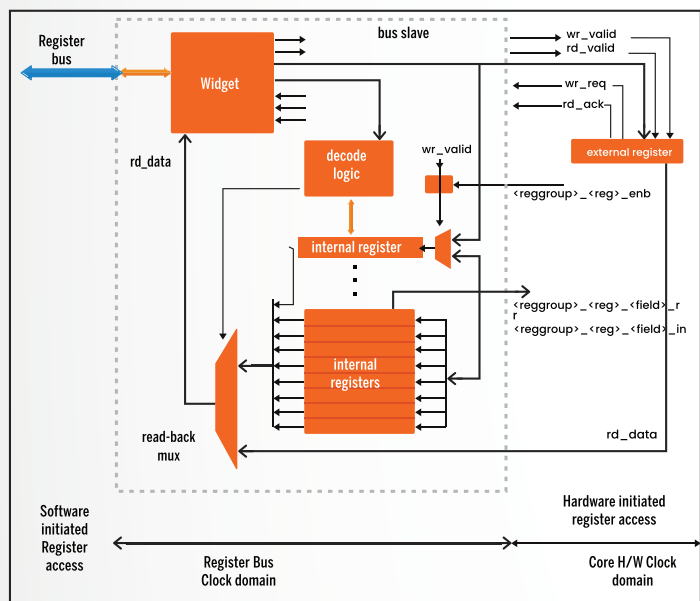 Register
bus
bus slave
wr_valid
rd_valid
Widget
wr_req
rd_ack
rd_data
decode
logic
wr_valid
external register
<reggroup>_<reg>_enb
internal register
<reggroup>_<reg>_<field>_r
r
<reggroup>_<reg>_<field>_in
internal
registers
read-back
mux
rd_data
Software
initiated
Register
access
Hardware initiated
register access
Register Bus
Clock domain
Core H/W Clock
domain